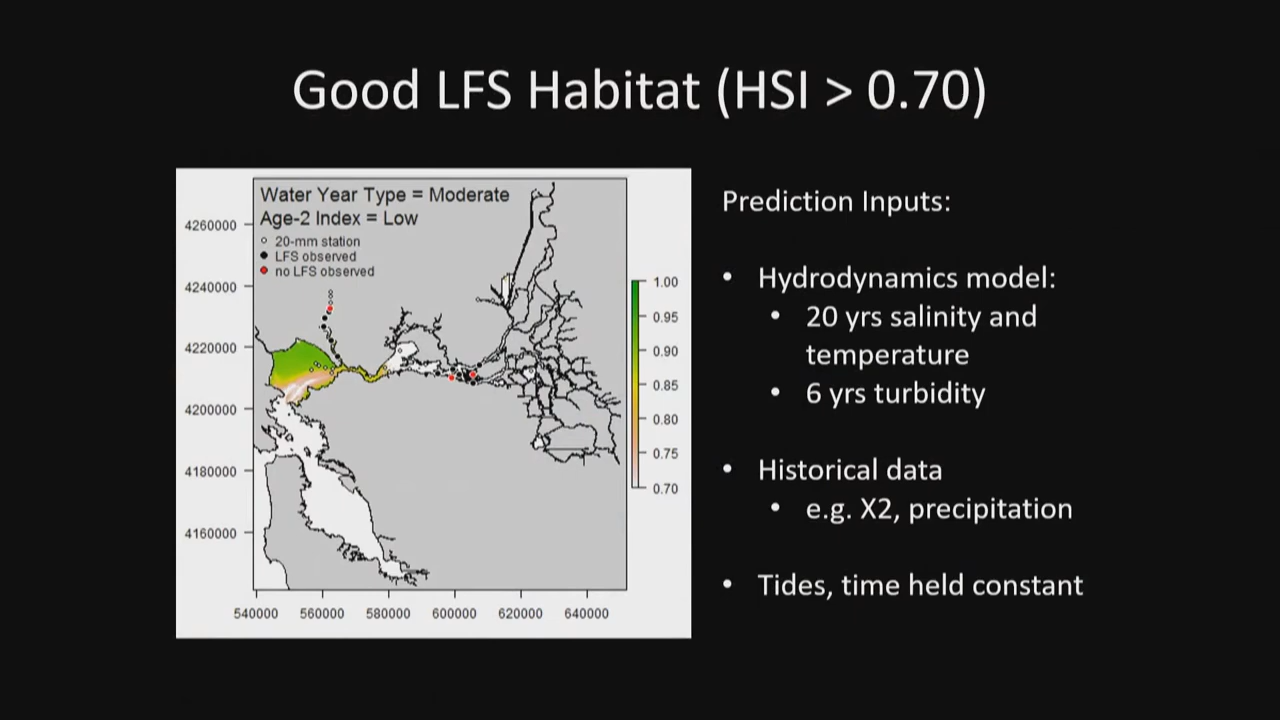 Good LFS Habitat (HSI > 0.70)
Water Year Type = Moderate
Age-2 Index = Low
20-mm station
LFS observed
no LFS observed
4260000
4240000
4220000
4200000
4180000
4160000
540000 560000 580000 600000 620000 640000
1.00
0.95
0.90
0.85
0.80
0.75
0.70
Prediction Inputs:
• Hydrodynamics model:
• 20 yrs salinity and
temperature
• 6 yrs turbidity
• Historical data
• e.g. X2, precipitation
• Tides, time held constant